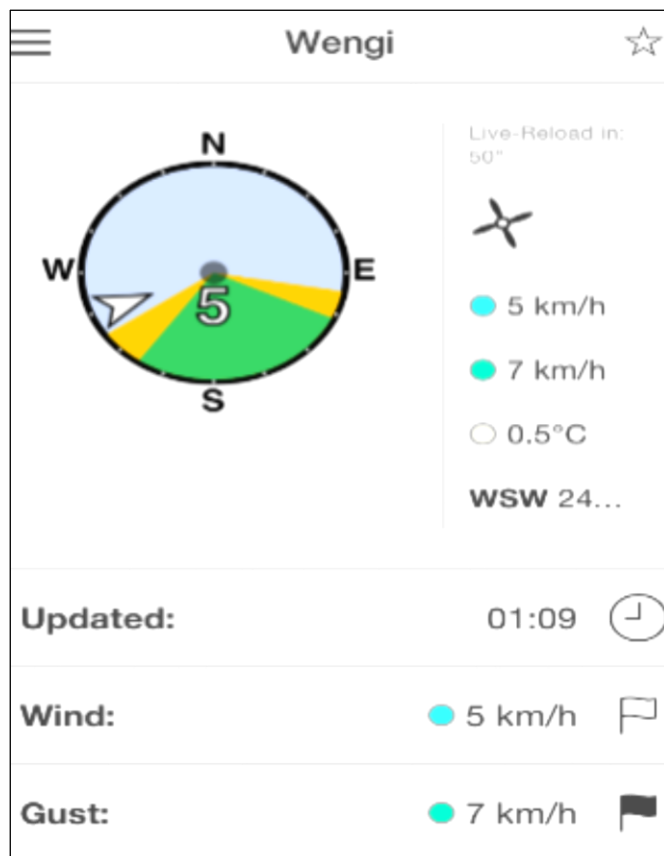 Wengi
N
W
E
5
S
Live-Reload in:
50"
5 km/h
7 km/h
0.5°C
WSW 24...
Updated: 01:09
Wind: 5 km/h
Gust: 7 km/h